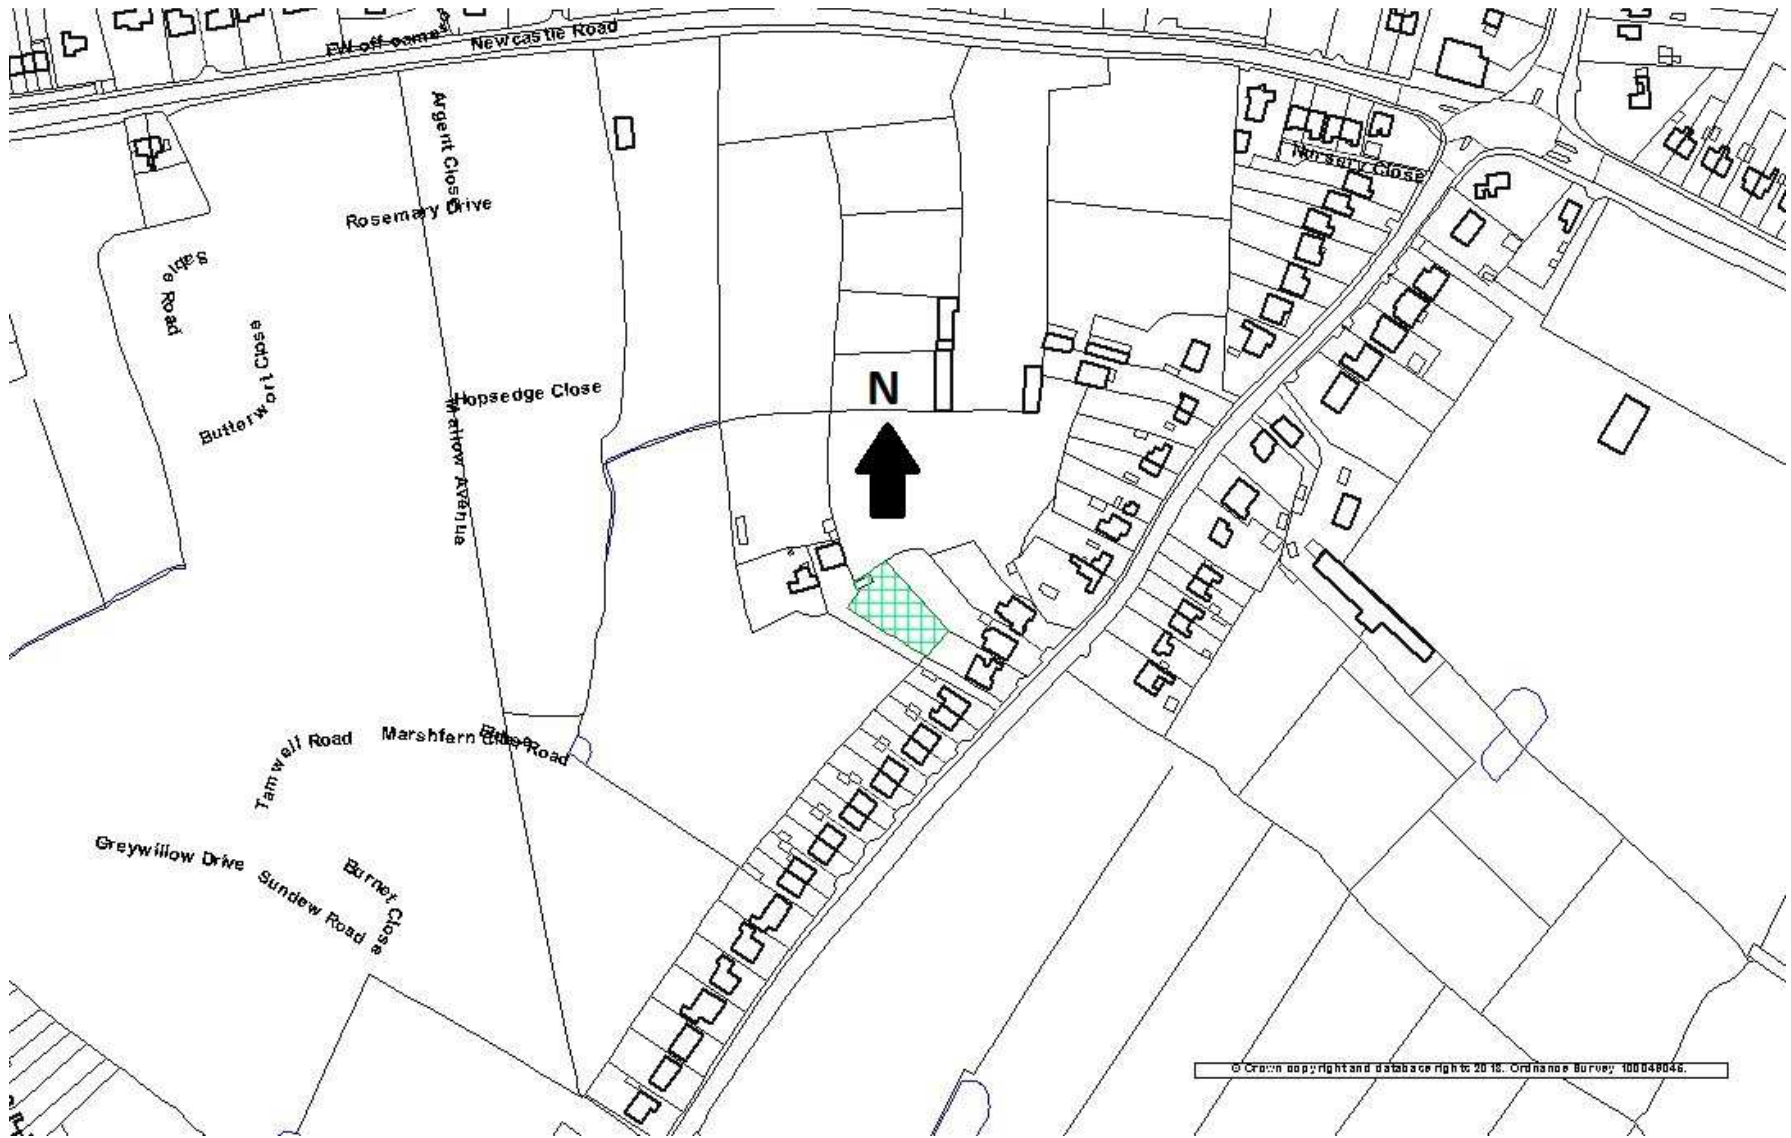 Newcastle Road
Argent Close
Nursery Close
Rosemary Drive
Sable Road
Butterwort Close
Hopsedge Close
Mallow Avenue
N
Tamwell Road
Marshfern
Road
Greywillow Drive
Sundew Road
Burnet Close
© Crown copyright and database rights 2018. Ordnance Survey 100049045.